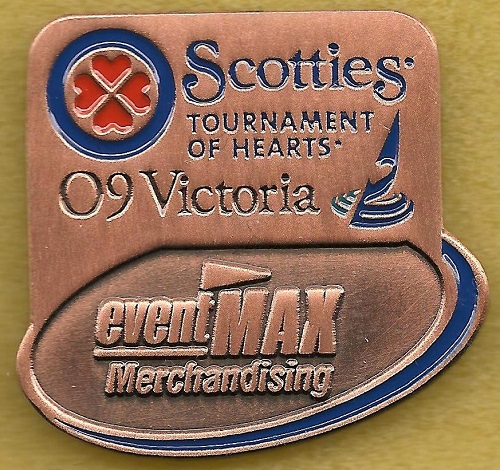 Scotties
TOURNAMENT
OF HEARTS
09 Victoria
eventMAX
Merchandising